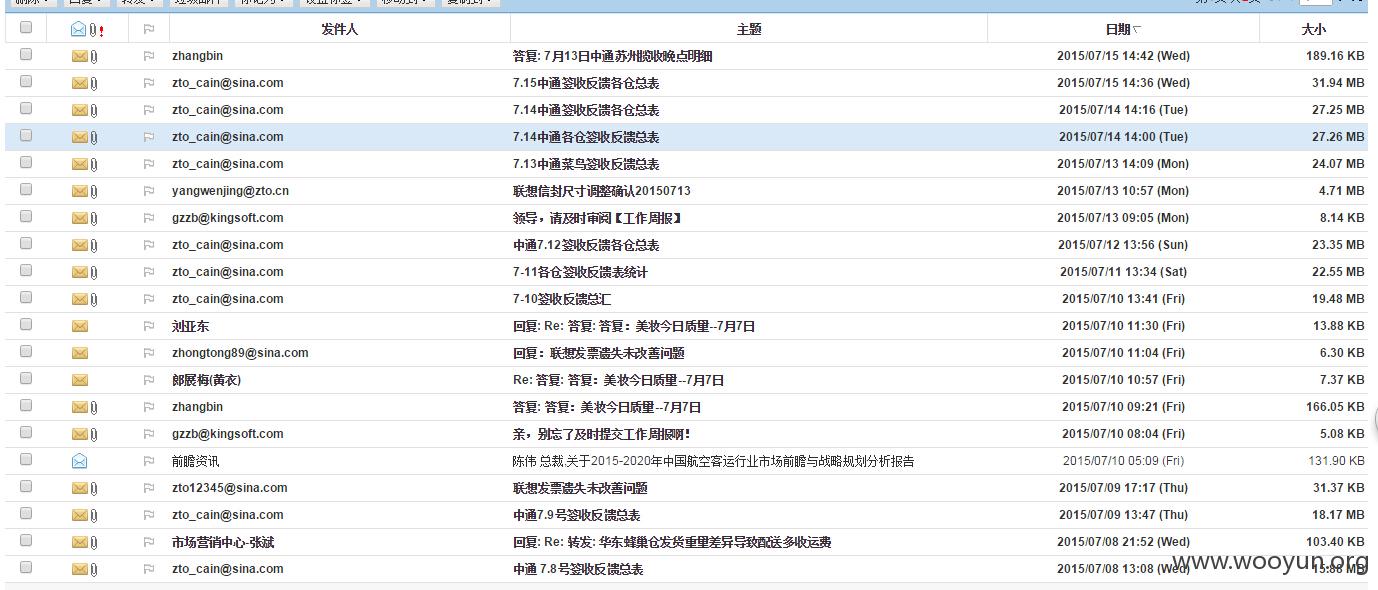 删除 回复 转发 垃圾邮件 标记为 设置标签 移动到 复制到
发件人 主题 日期 大小
zhangbin 答复: 7月13日中通苏州揽收晚点明细 2015/07/15 14:42 (Wed) 189.16 KB
zto_cain@sina.com 7.15中通签收反馈各仓总表 2015/07/15 14:36 (Wed) 31.94 MB
zto_cain@sina.com 7.14中通签收反馈各仓总表 2015/07/14 14:16 (Tue) 27.25 MB
zto_cain@sina.com 7.14中通各仓签收反馈总表 2015/07/14 14:00 (Tue) 27.26 MB
zto_cain@sina.com 7.13中通菜鸟签收反馈总表 2015/07/13 14:09 (Mon) 24.07 MB
yangwenjing@zto.cn 联想信封尺寸调整确认20150713 2015/07/13 10:57 (Mon) 4.71 MB
gzzb@kingsoft.com 领导，请及时审阅【工作周报】 2015/07/13 09:05 (Mon) 8.14 KB
zto_cain@sina.com 中通7.12签收反馈各仓总表 2015/07/12 13:56 (Sun) 23.35 MB
zto_cain@sina.com 7-11各仓签收反馈表统计 2015/07/11 13:34 (Sat) 22.55 MB
zto_cain@sina.com 7-10签收反馈总汇 2015/07/10 13:41 (Fri) 19.48 MB
刘亚东 回复: Re: 答复: 答复：美妆今日质量--7月7日 2015/07/10 11:30 (Fri) 13.88 KB
zhongtong89@sina.com 回复：联想发票遗失未改善问题 2015/07/10 11:04 (Fri) 6.30 KB
郎展梅(黄衣) Re: 答复: 答复：美妆今日质量--7月7日 2015/07/10 10:57 (Fri) 7.37 KB
zhangbin 答复: 答复：美妆今日质量--7月7日 2015/07/10 09:21 (Fri) 166.05 KB
gzzb@kingsoft.com 亲，别忘了及时提交工作周报啊! 2015/07/10 08:04 (Fri) 5.08 KB
前瞻资讯 陈伟 总裁,关于2015-2020年中国航空客运行业市场前瞻与战略规划分析报告 2015/07/10 05:09 (Fri) 131.90 KB
zto12345@sina.com 联想发票遗失未改善问题 2015/07/09 17:17 (Thu) 31.37 KB
zto_cain@sina.com 中通7.9号签收反馈总表 2015/07/09 13:47 (Thu) 18.17 MB
市场营销中心-张斌 回复: Re: 转发: 华东蜂巢仓发货重量差异导致配送多收运费 2015/07/08 21:52 (Wed) 103.40 KB
zto_cain@sina.com 中通 7.8号签收反馈总表 2015/07/08 13:08 (Wed) 15.88 MB
www.wooyun.org